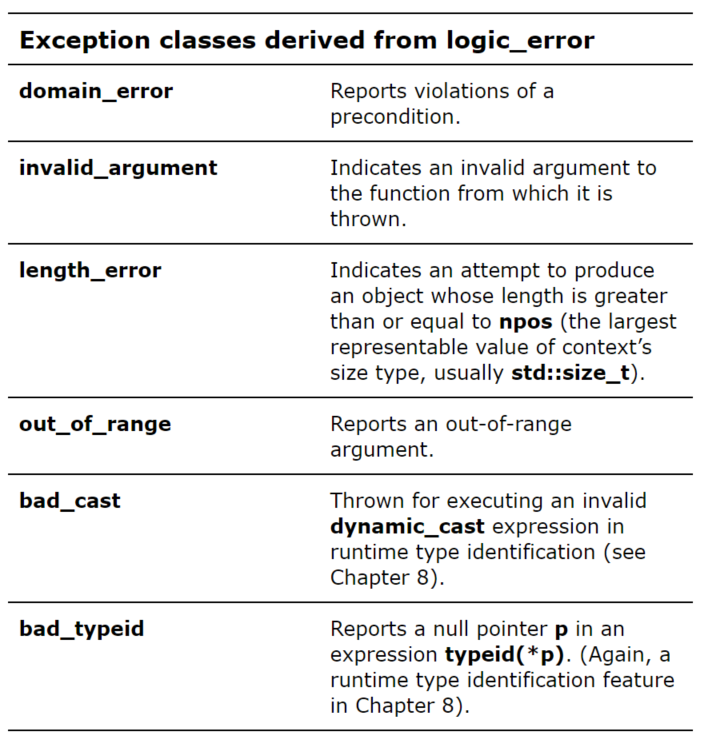 Exception classes derived from logic_error
domain_error
Reports violations of a
precondition.
invalid_argument
Indicates an invalid argument to
the function from which it is
thrown.
length_error
Indicates an attempt to produce
an object whose length is greater
than or equal to npos (the largest
representable value of context’s
size type, usually std::size_t).
out_of_range
Reports an out-of-range
argument.
bad_cast
Thrown for executing an invalid
dynamic_cast expression in
runtime type identification (see
Chapter 8).
bad_typeid
Reports a null pointer p in an
expression typeid(*p). (Again, a
runtime type identification feature
in Chapter 8).